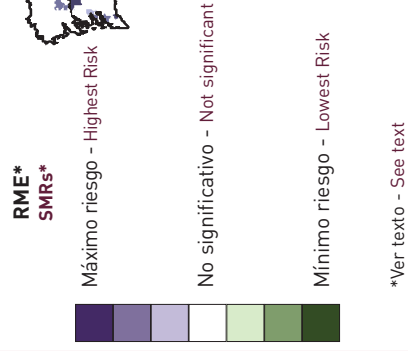 RME*
SMRs*
Máximo riesgo - Highest Risk
No significativo - Not significant
Mínimo riesgo - Lowest Risk
*Ver texto - See text